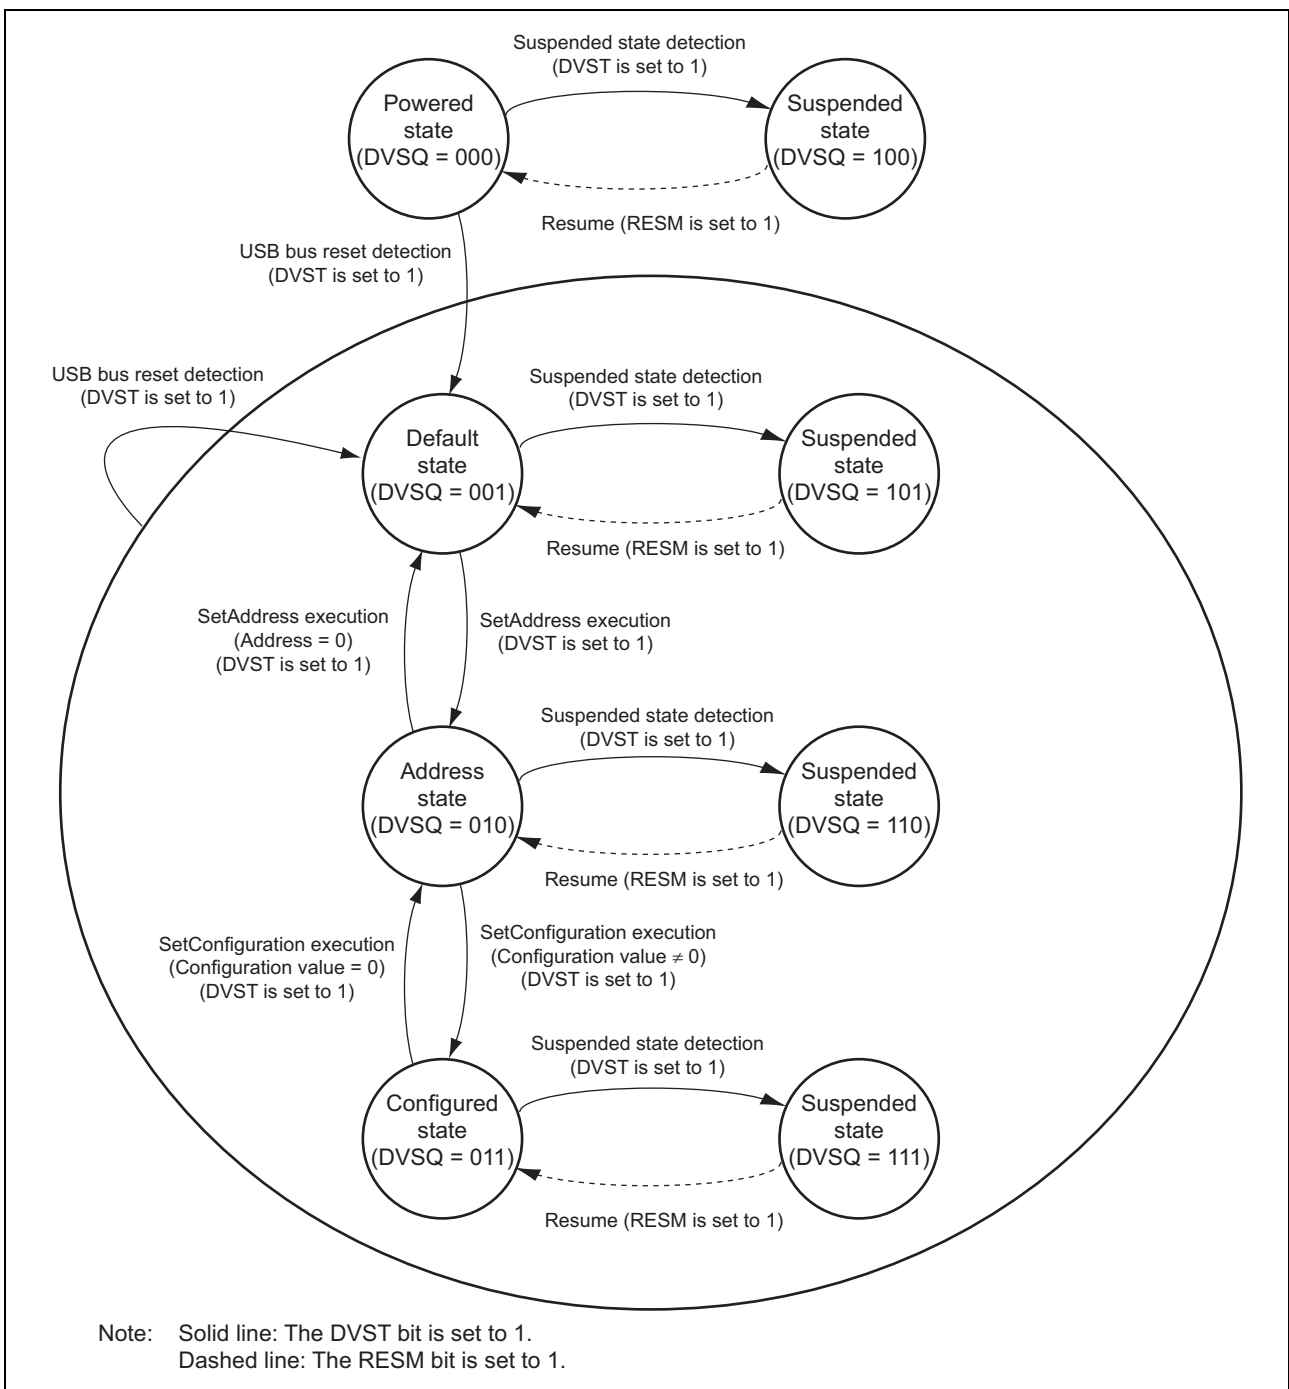 Suspended state detection
(DVST is set to 1)
Powered
state
(DVSQ = 000)
Suspended
state
(DVSQ = 100)
Resume (RESM is set to 1)
USB bus reset detection
(DVST is set to 1)
USB bus reset detection
(DVST is set to 1)
Suspended state detection
(DVST is set to 1)
Default
state
(DVSQ = 001)
Suspended
state
(DVSQ = 101)
Resume (RESM is set to 1)
SetAddress execution
(Address = 0)
(DVST is set to 1)
SetAddress execution
(DVST is set to 1)
Suspended state detection
(DVST is set to 1)
Address
state
(DVSQ = 010)
Suspended
state
(DVSQ = 110)
Resume (RESM is set to 1)
SetConfiguration execution
(Configuration value = 0)
(DVST is set to 1)
SetConfiguration execution
(Configuration value ≠ 0)
(DVST is set to 1)
Suspended state detection
(DVST is set to 1)
Configured
state
(DVSQ = 011)
Suspended
state
(DVSQ = 111)
Resume (RESM is set to 1)
Note: Solid line: The DVST bit is set to 1.
Dashed line: The RESM bit is set to 1.